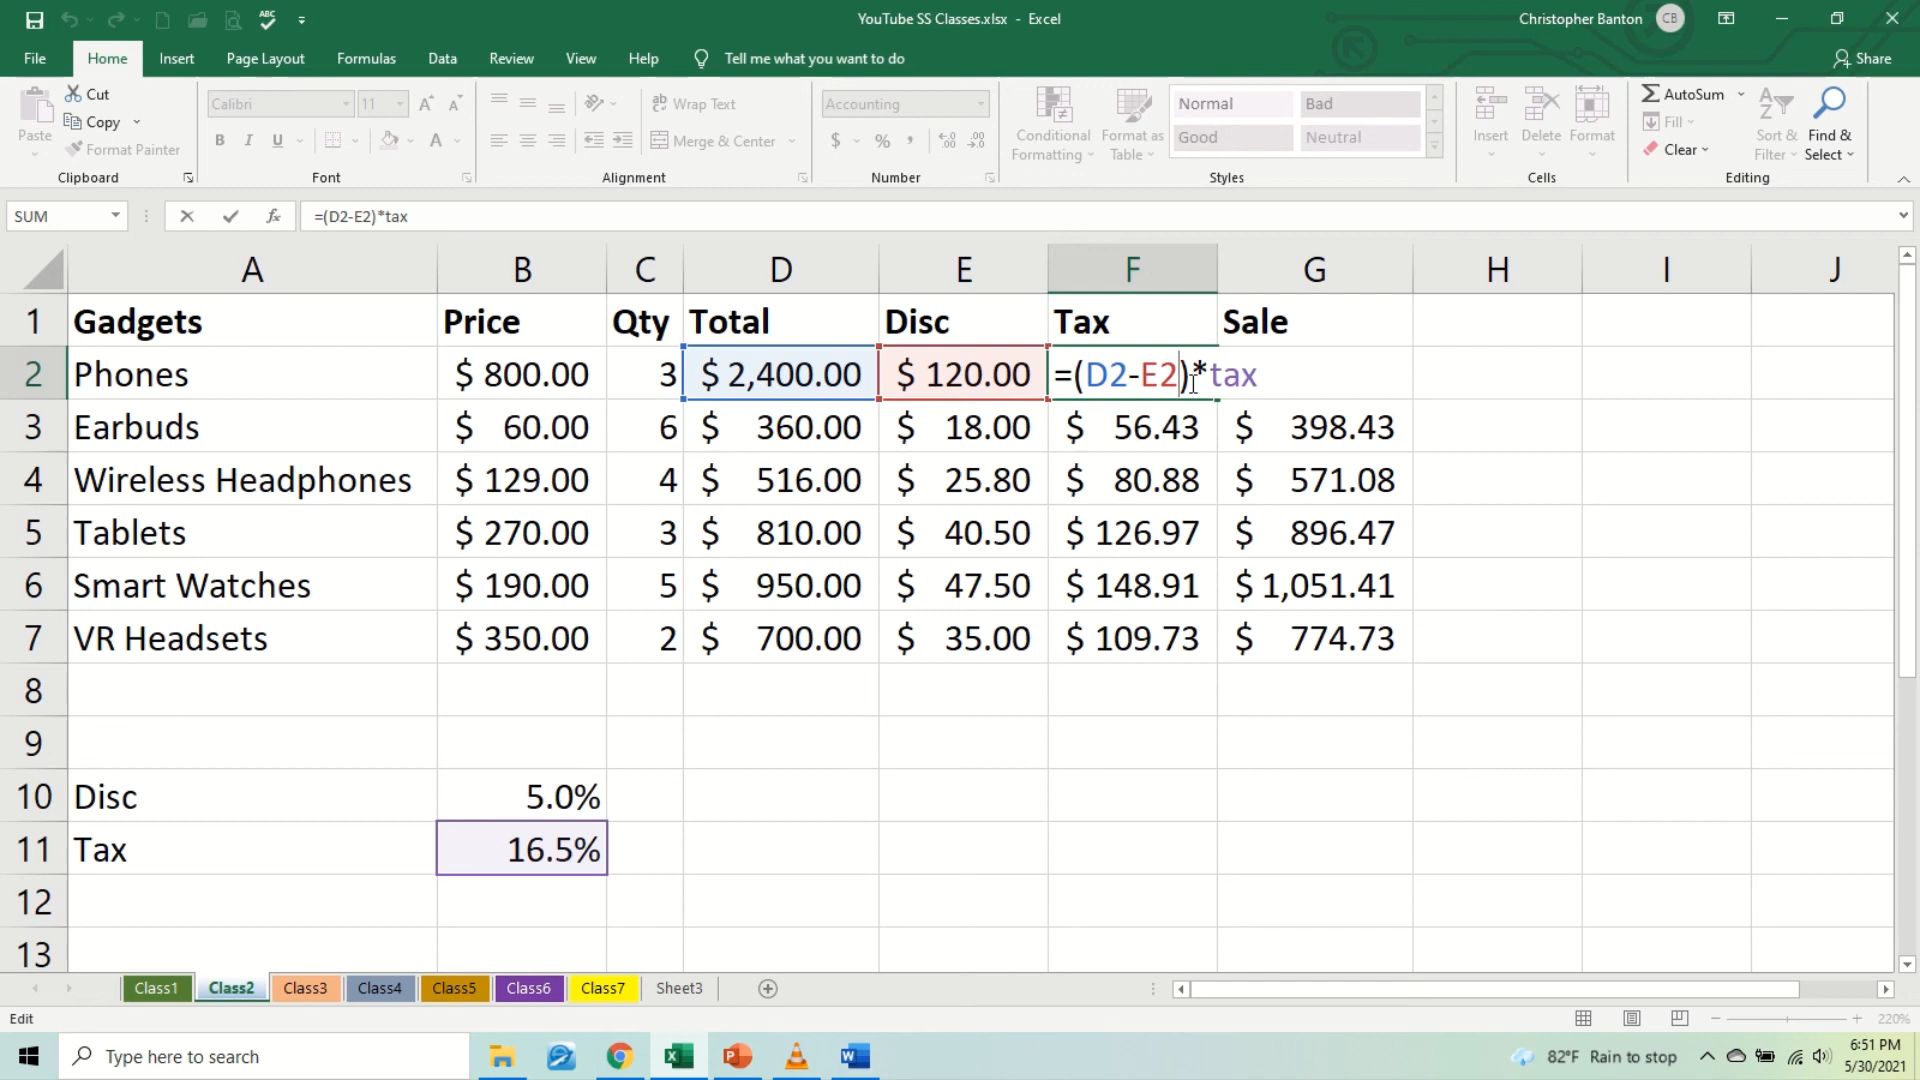 YouTube SS Classes.xlsx - Excel
Christopher Banton CB
File Home Insert Page Layout Formulas Data Review View Help Tell me what you want to do Share
Paste
Cut
Copy
Format Painter
Clipboard
Calibri 11
B I U A
Font
Wrap Text
Merge & Center
Alignment
Accounting
$ % ,
Number
Conditional Formatting
Format as Table
Normal Bad
Good Neutral
Styles
Insert Delete Format
Cells
AutoSum
Fill
Clear
Sort & Filter
Find & Select
Editing
SUM fx =(D2-E2)*tax
A B C D E F G H I J
1 Gadgets Price Qty Total Disc Tax Sale
2 Phones $ 800.00 3 $ 2,400.00 $ 120.00 =(D2-E2)*tax
3 Earbuds $ 60.00 6 $ 360.00 $ 18.00 $ 56.43 $ 398.43
4 Wireless Headphones $ 129.00 4 $ 516.00 $ 25.80 $ 80.88 $ 571.08
5 Tablets $ 270.00 3 $ 810.00 $ 40.50 $ 126.97 $ 896.47
6 Smart Watches $ 190.00 5 $ 950.00 $ 47.50 $ 148.91 $ 1,051.41
7 VR Headsets $ 350.00 2 $ 700.00 $ 35.00 $ 109.73 $ 774.73
8
9
10 Disc 5.0%
11 Tax 16.5%
12
13
Class1 Class2 Class3 Class4 Class5 Class6 Class7 Sheet3
Edit 220%
Type here to search 82°F Rain to stop 6:51 PM
5/30/2021